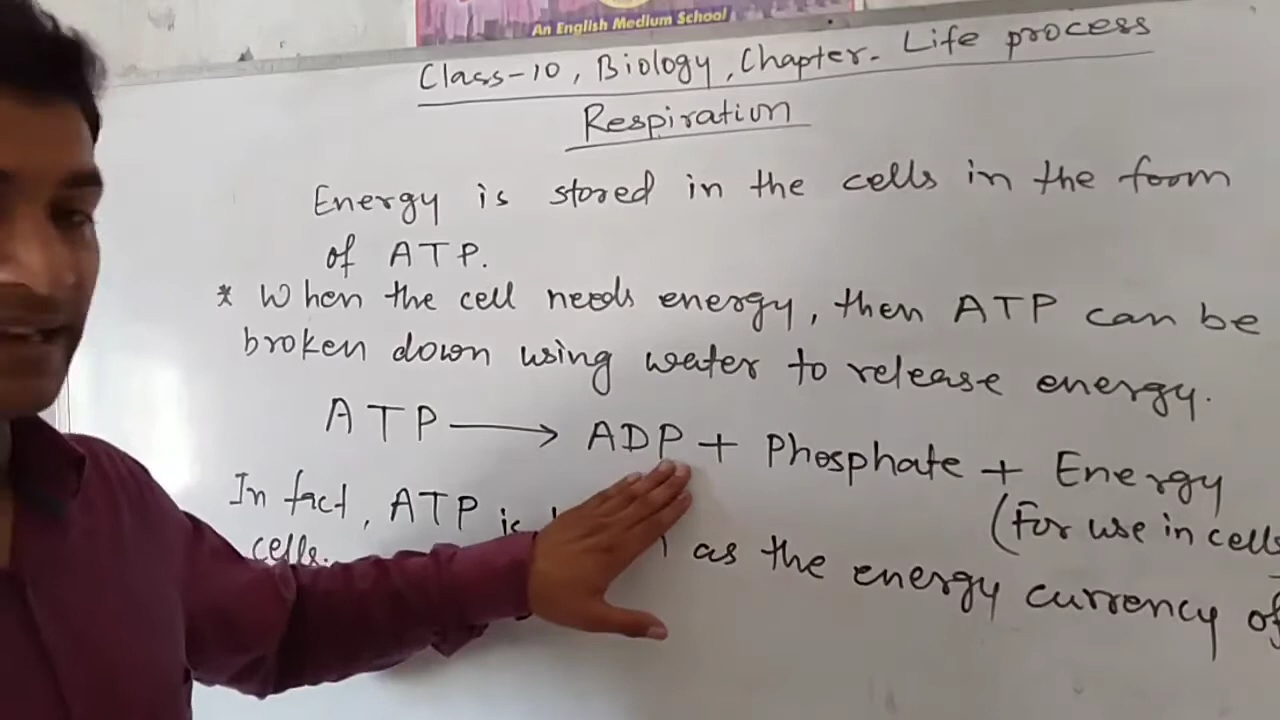 An English Medium School
Class-10, Biology, Chapter- Life process
Respiration
Energy is stored in the cells in the form
of ATP.
* When the cell needs energy, then ATP can be
broken down using water to release energy.
ATP ⟶ ADP + Phosphate + Energy
(For use in cells
In fact, ATP is as the energy currency of
cells.